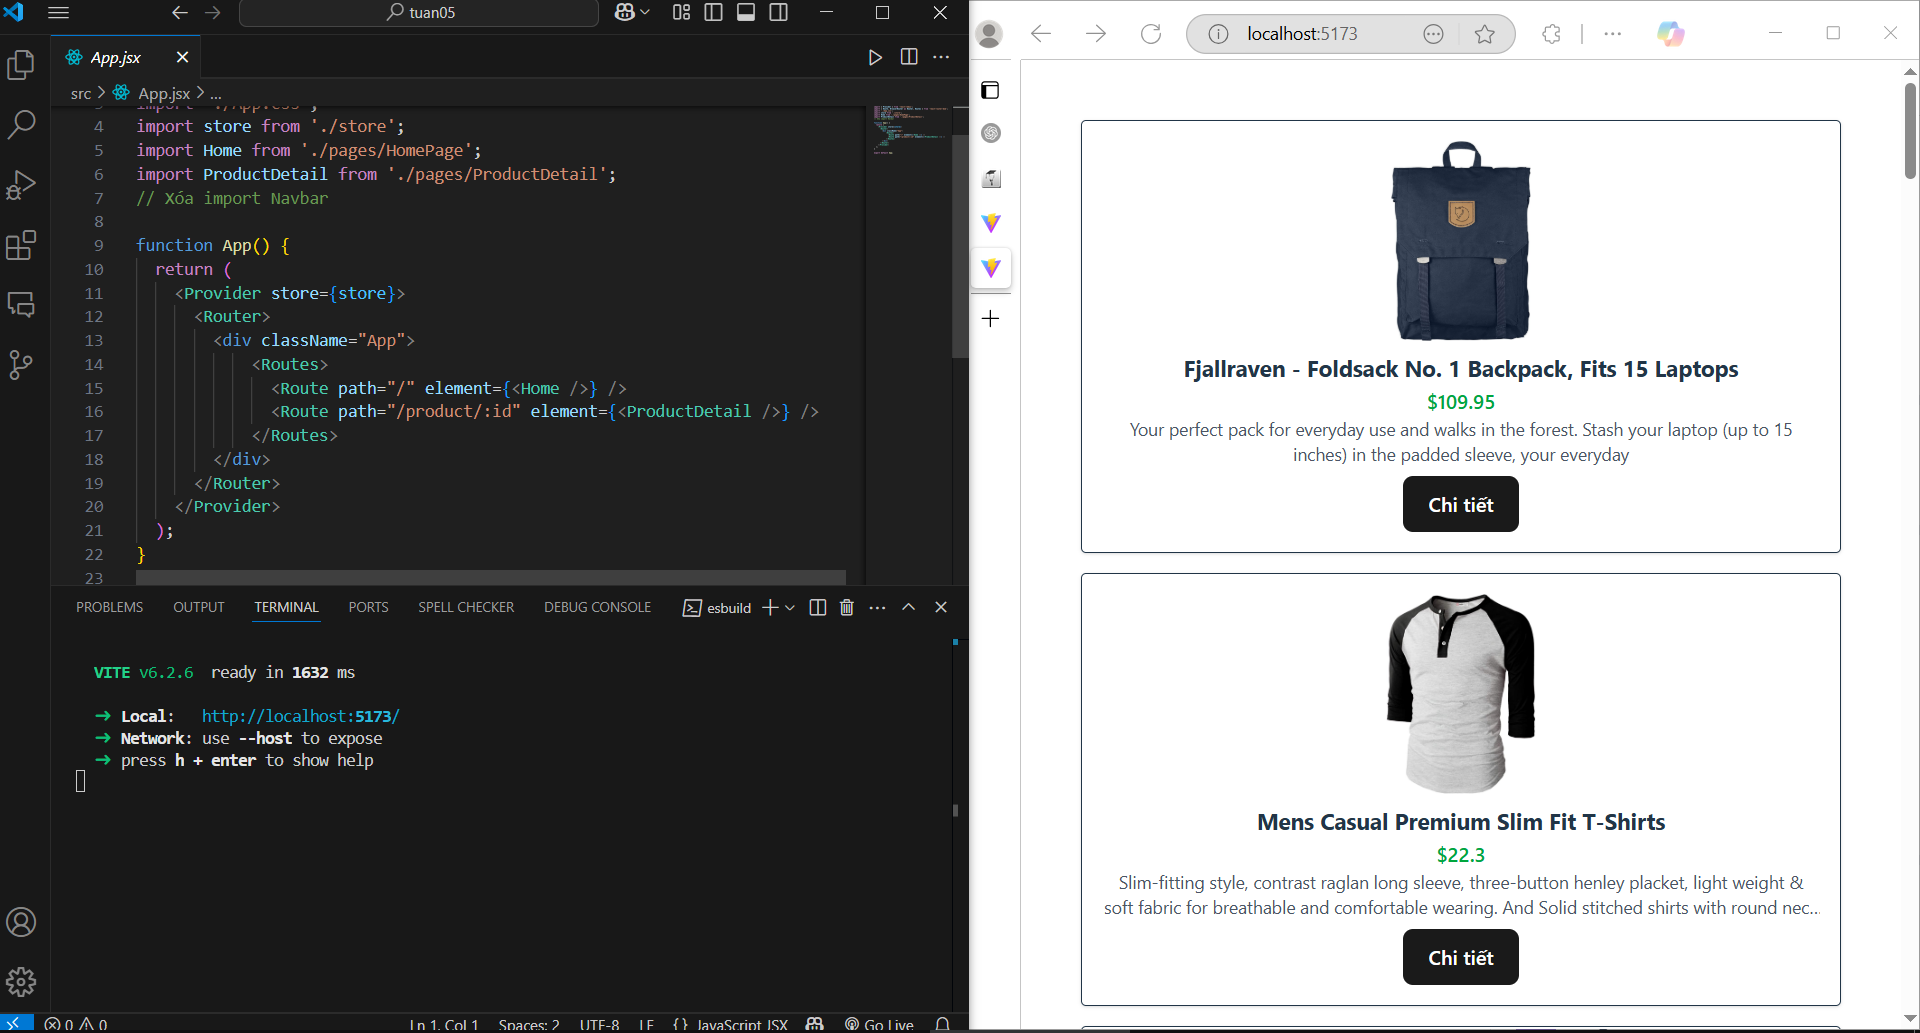 tuan05
App.jsx
src > App.jsx > ...
import './App.css';
4 import store from './store';
5 import Home from './pages/HomePage';
6 import ProductDetail from './pages/ProductDetail';
7 // Xóa import Navbar
8
9 function App() {
10 return (
11 <Provider store={store}>
12 <Router>
13 <div className="App">
14 <Routes>
15 <Route path="/" element={<Home />} />
16 <Route path="/product/:id" element={<ProductDetail />} />
17 </Routes>
18 </div>
19 </Router>
20 </Provider>
21 );
22 }
23
PROBLEMS OUTPUT TERMINAL PORTS SPELL CHECKER DEBUG CONSOLE esbuild
VITE v6.2.6 ready in 1632 ms
➜ Local: http://localhost:5173/
➜ Network: use --host to expose
➜ press h + enter to show help
0 0 Ln 1, Col 1 Spaces: 2 UTF-8 LF {} JavaScript JSX Go Live
localhost:5173
Fjallraven - Foldsack No. 1 Backpack, Fits 15 Laptops
$109.95
Your perfect pack for everyday use and walks in the forest. Stash your laptop (up to 15
inches) in the padded sleeve, your everyday
Chi tiết
Mens Casual Premium Slim Fit T-Shirts
$22.3
Slim-fitting style, contrast raglan long sleeve, three-button henley placket, light weight &
soft fabric for breathable and comfortable wearing. And Solid stitched shirts with round nec...
Chi tiết